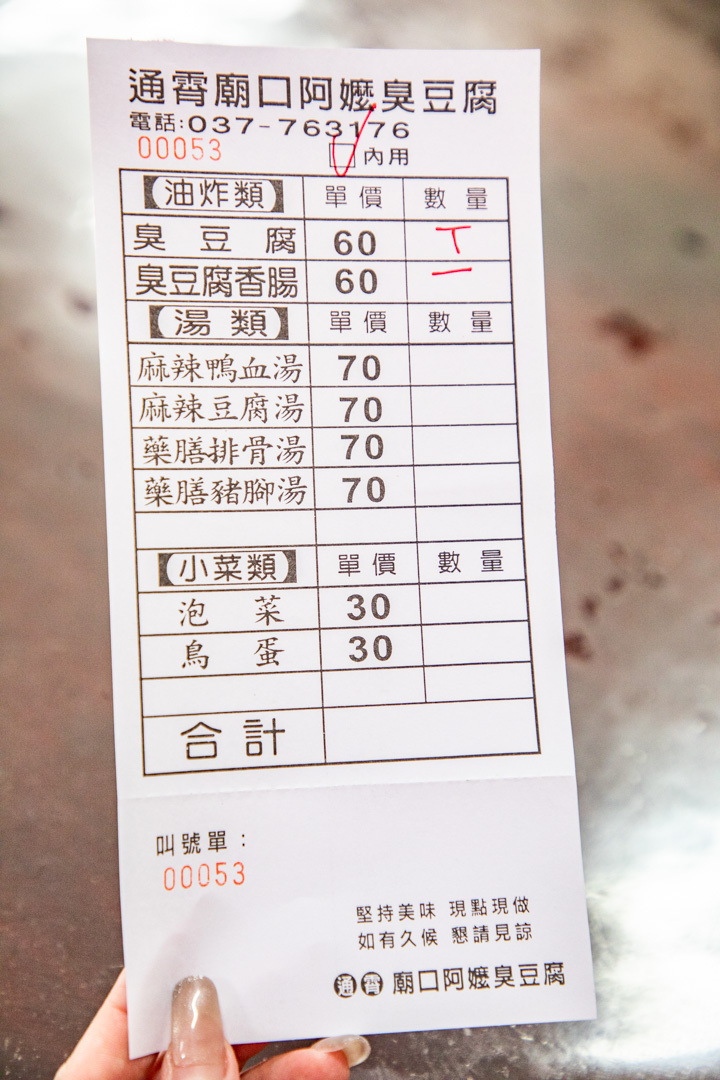 通霄廟口阿嬤臭豆腐
電話:037-763176
00053
內用
油炸類 單價 數量
臭豆腐 60 丅
臭豆腐香腸 60 一
湯類 單價 數量
麻辣鴨血湯 70
麻辣豆腐湯 70
藥膳排骨湯 70
藥膳豬腳湯 70
小菜類 單價 數量
泡菜 30
鳥蛋 30
合計
叫號單：
00053
堅持美味 現點現做
如有久候 懇請見諒
通霄 廟口阿嬤臭豆腐